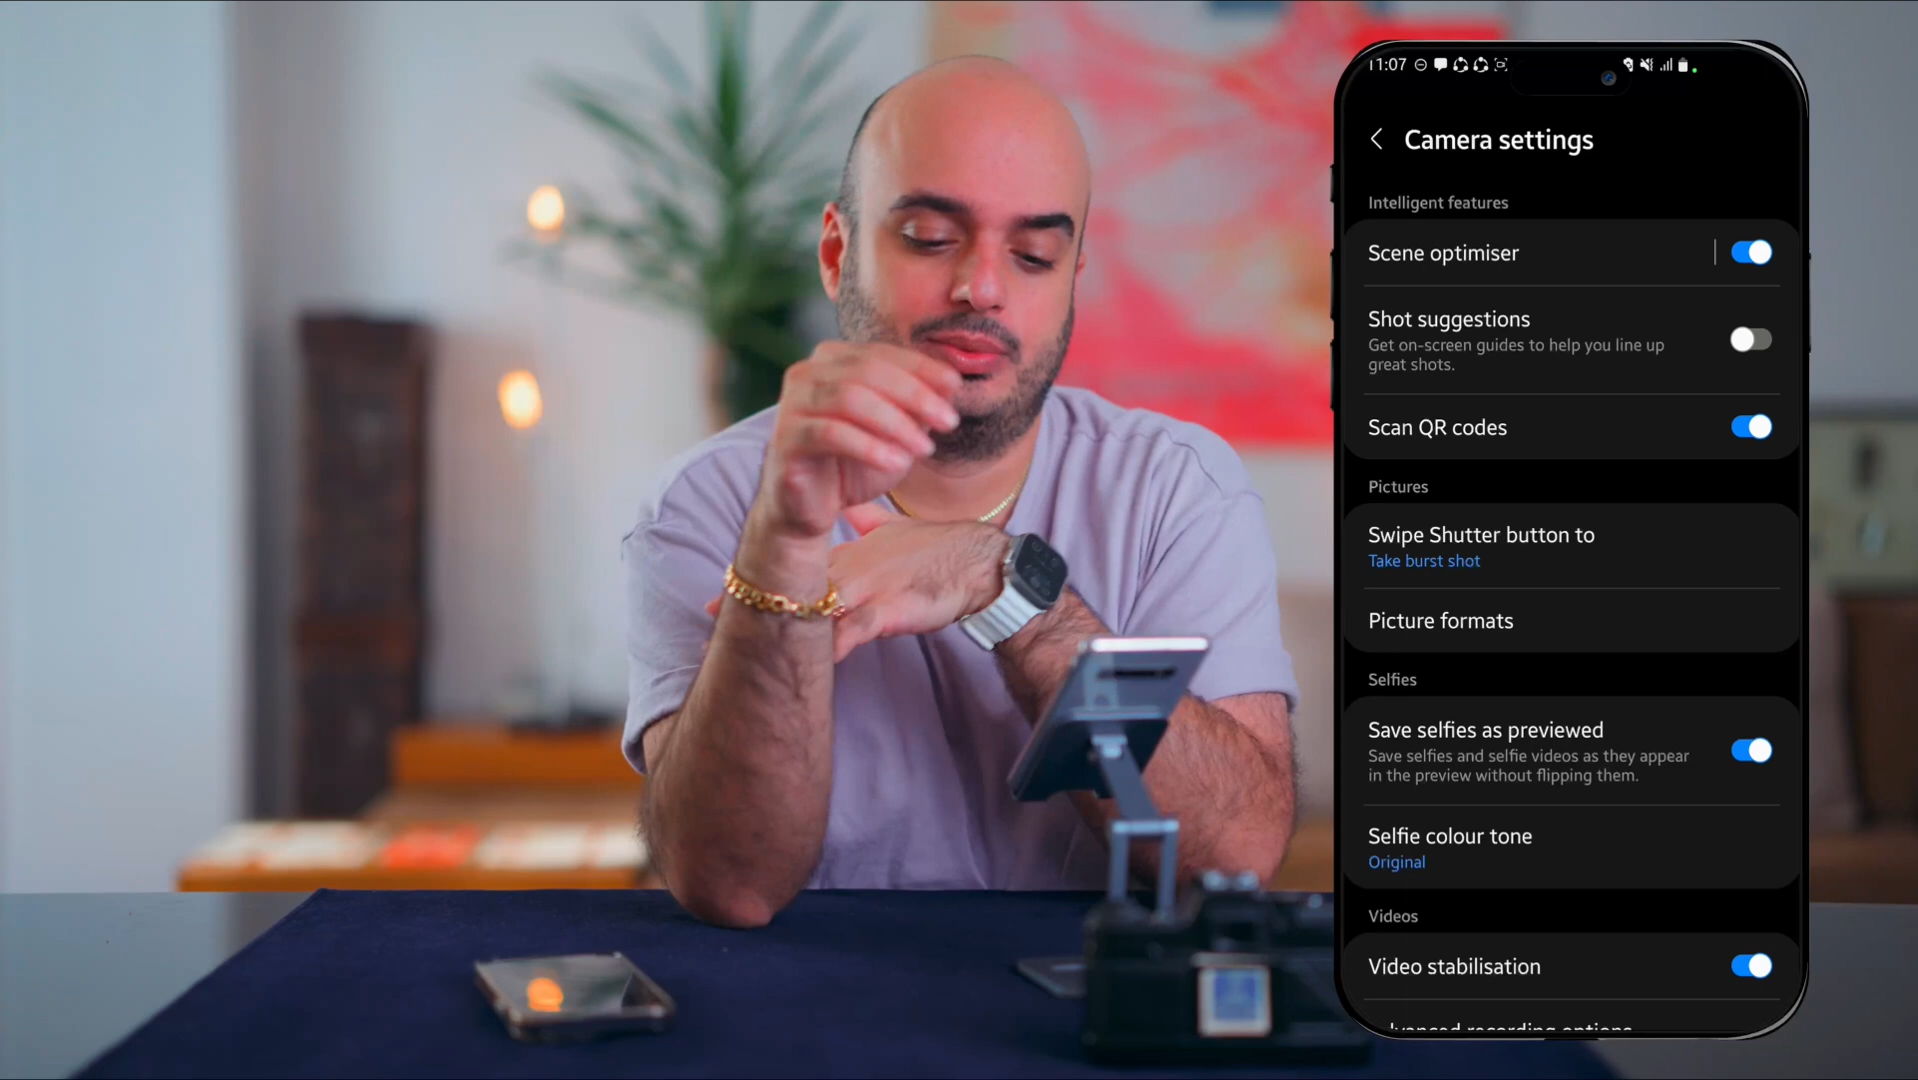 11:07
Camera settings
Intelligent features
Scene optimiser
Shot suggestions
Get on-screen guides to help you line up
great shots.
Scan QR codes
Pictures
Swipe Shutter button to
Take burst shot
Picture formats
Selfies
Save selfies as previewed
Save selfies and selfie videos as they appear
in the preview without flipping them.
Selfie colour tone
Original
Videos
Video stabilisation
recording options